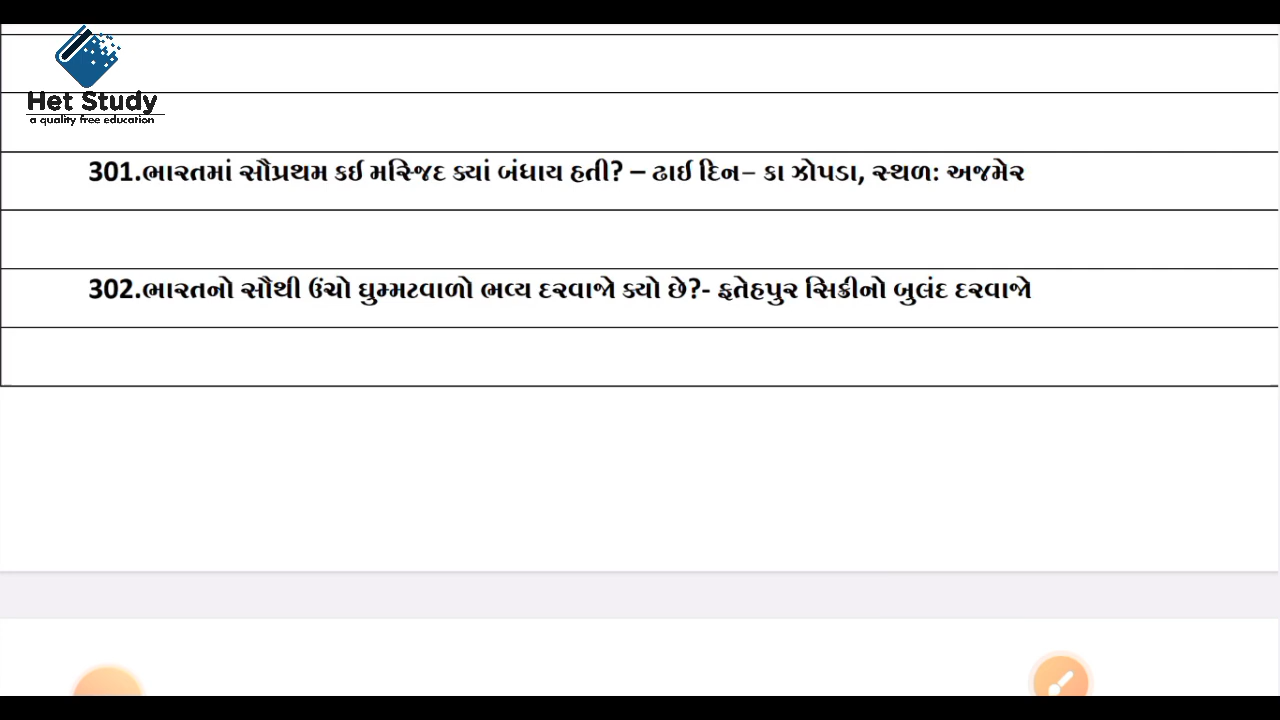 Het Study
a quality free education
301.ભારતમાં સૌપ્રથમ કઈ મસ્જિદ ક્યાં બંધાય હતી? – ઢાઈ દિન– કા ઝોપડા, સ્થળ: અજમેર
302.ભારતનો સૌથી ઉંચો ઘુમ્મટવાળો ભવ્ય દરવાજો ક્યો છે?- ફતેહપુર સિક્રીનો બુલંદ દરવાજો